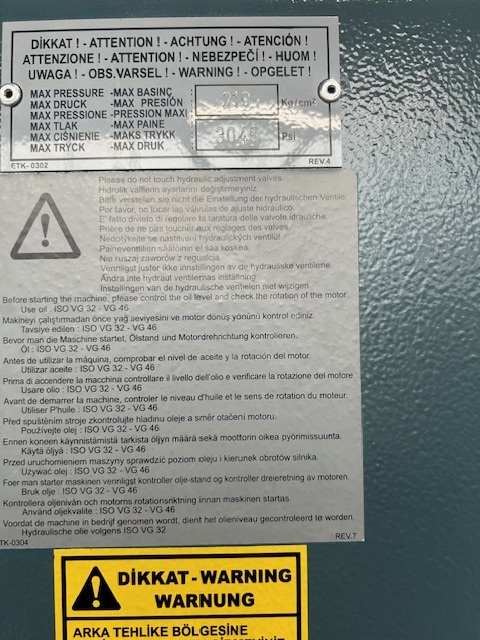 DİKKAT ! - ATTENTION ! - ACHTUNG ! - ATENCIÓN !
ATTENZIONE ! - ATTENTION ! - NEBEZPEČÍ ! - HUOM !
UWAGA ! - OBS.VARSEL ! - WARNING ! - OPGELET !
MAX PRESSURE -MAX BASINÇ
MAX DRUCK -MAX PRESIÓN
MAX PRESSIONE -PRESSION MAXI
MAX TLAK -MAX PAINE
MAX CIŚNIENIE -MAKS TRYKK
MAX TRYCK -MAX DRUK
210 Kg/cm²
3045 Psi
ETK- 0302 REV.4
Please do not touch hydraulic adjustment valves.
Hidrolik valflerin ayarlarını değiştirmeyiniz.
Bitte verstellen sie nicht die Einstellung der hydraulischen Ventile.
Por favor, no tocar las válvulas de ajuste hidráulico.
E' fatto divieto di regolare la taratura delle valvole idrauliche.
Prière de ne pas toucher aux réglages des valves.
Nedotýkejte se nastavení hydraulických ventilu!
Paineventtiilien säätöihin ei saa koskea.
Nie ruszaj zaworów z regulacja.
Vennligst juster ikke innstillingen av de hydrauliske ventilene.
Ändra inte hydraul ventilernas inställning
Instellingen van de hydraulische ventielen niet wijzigen.
Before starting the machine, please control the oil level and check the rotation of the motor.
Use oil : ISO VG 32 - VG 46
Makineyi çalıştırmadan önce yağ seviyesini ve motor dönüş yönünü kontrol ediniz.
Tavsiye edilen : ISO VG 32 - VG 46
Bevor man die Maschine startet, Ölstand und Motordrehrichtung kontrolieren.
Öl : ISO VG 32 - VG 46
Antes de utilizar la máquina, comprobar el nivel de aceite y la rotación del motor.
Utilizar aceite : ISO VG 32 - VG 46
Prima di accendere la macchina controllare il livello dell'olio e verificare la rotazione del motore.
Usare olio : ISO VG 32 - VG 46
Avant de demarrer la machine, controler le niveau d'huile et le sens de rotation du moteur.
Utiliser P'huile : ISO VG 32 - VG 46
Před spuštěním stroje zkontrolujte hladinu oleje a směr otačení motoru.
Používejte olej : ISO VG 32 - VG 46
Ennen koneen käynnistämistä tarkista öljyn määrä sekä moottorin oikea pyörimissuunta.
Käytä öljyä : ISO VG 32 - VG 46
Przed uruchomieniem maszyny sprawdzić poziom oleju i kierunek obrotów silnika.
Używać olej : ISO VG 32 - VG 46
Foer man starter maskinen vennligst kontroller olje-stand og kontroller dreieretning av motoren.
Bruk olje : ISO VG 32 - VG 46
Kontrollera oljenivån och motorns rotationsriktning innan maskinen startas.
Använd oljekvalite : ISO VG 32 - VG 46
Voordat de machine in bedrijf genomen wordt, dient het olieniveau gecontroleerd te worden.
Hydraulische olie volgens ISO VG 32
TK-0304 REV.7
DİKKAT - WARNING
WARNUNG
ARKA TEHLİKE BÖLGESİNE